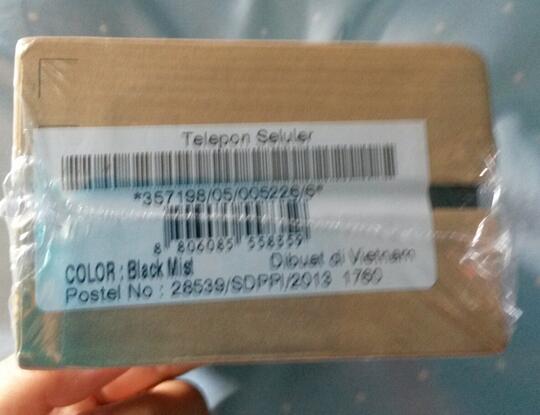 Telepon Seluler
*357198/05/005226/6*
8 806085 558359
COLOR : Black Mist
Dibuat di Vietnam
Postel No : 28539/SDPPI/2013 1760